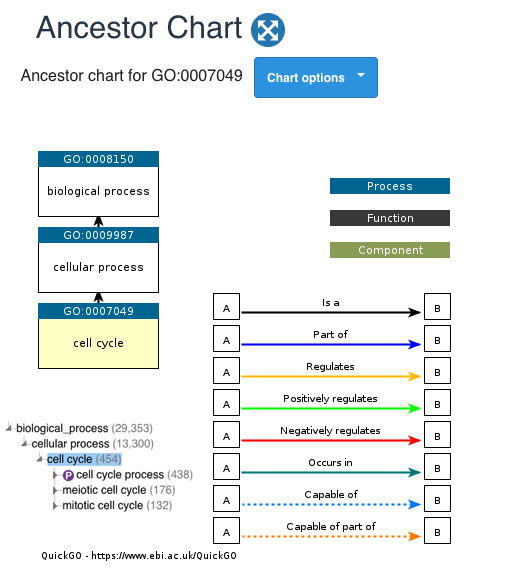 Ancestor Chart
Ancestor chart for GO:0007049
Chart options
GO:0008150
biological process
GO:0009987
cellular process
GO:0007049
cell cycle
Process
Function
Component
A Is a B
A Part of B
A Regulates B
A Positively regulates B
A Negatively regulates B
A Occurs in B
A Capable of B
A Capable of part of B
biological_process (29,353)
cellular process (13,300)
cell cycle (454)
P cell cycle process (438)
meiotic cell cycle (176)
mitotic cell cycle (132)
QuickGO - https://www.ebi.ac.uk/QuickGO